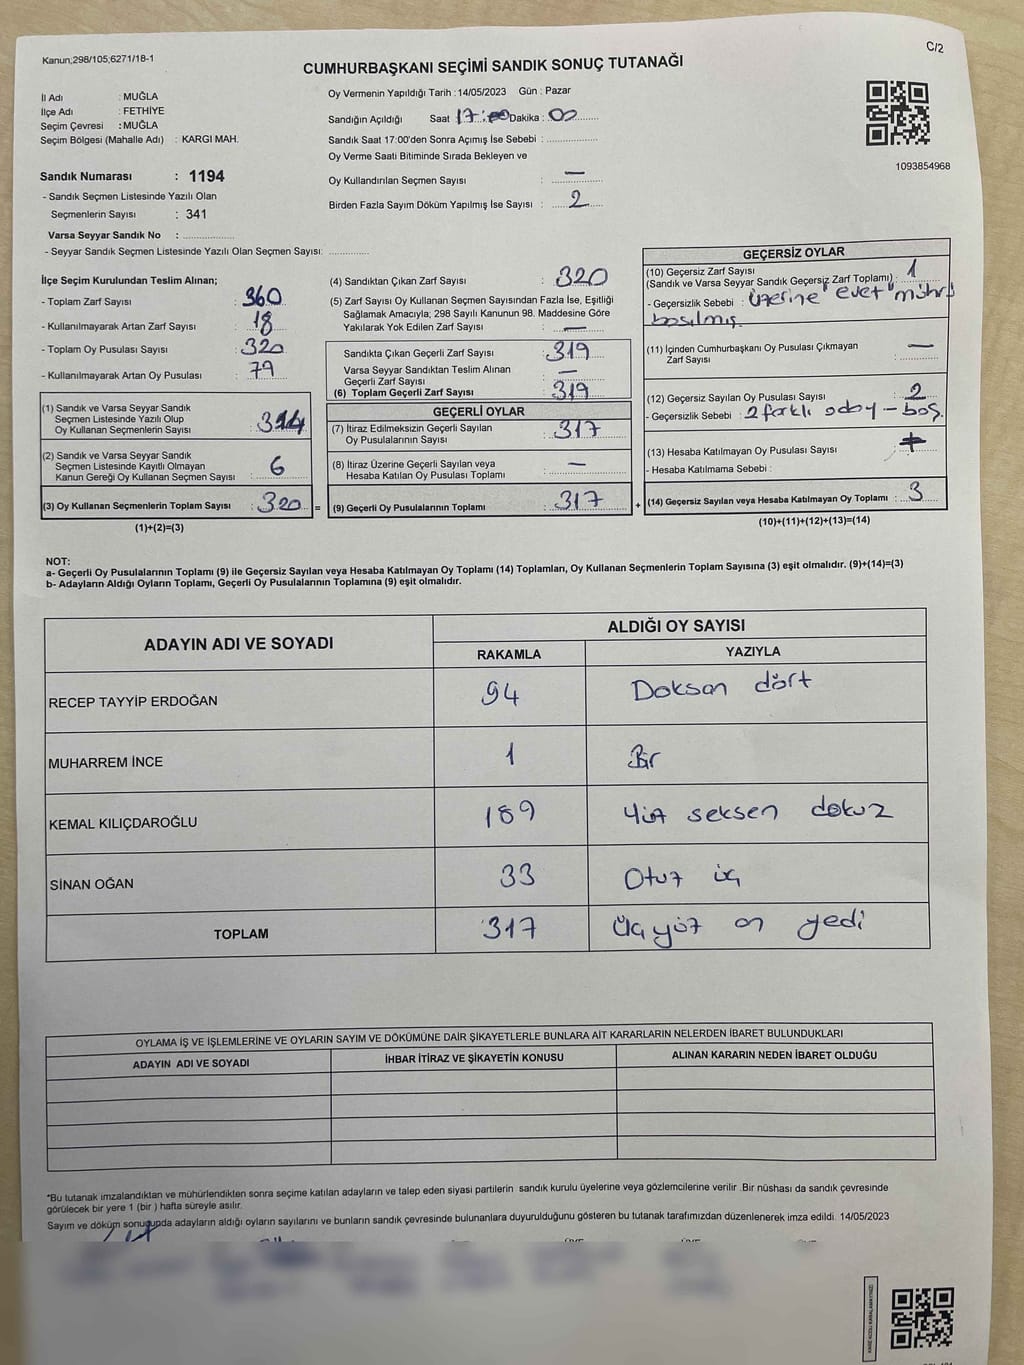 Kanun;298/105;6271/18-1
C/2
CUMHURBAŞKANI SEÇİMİ SANDIK SONUÇ TUTANAĞI
İl Adı : MUĞLA
İlçe Adı : FETHİYE
Seçim Çevresi : MUĞLA
Seçim Bölgesi (Mahalle Adı) : KARGI MAH.
Sandık Numarası : 1194
- Sandık Seçmen Listesinde Yazılı Olan
Seçmenlerin Sayısı : 341
Varsa Seyyar Sandık No : ................
- Seyyar Sandık Seçmen Listesinde Yazılı Olan Seçmen Sayısı: ............
Oy Vermenin Yapıldığı Tarih : 14/05/2023 Gün : Pazar
Sandığın Açıldığı Saat 17:00 Dakika : 00
Sandık Saat 17:00'den Sonra Açımış İse Sebebi : ................
Oy Verme Saati Bitiminde Sırada Bekleyen ve
Oy Kullandırılan Seçmen Sayısı : —
Birden Fazla Sayım Döküm Yapılmış İse Sayısı : 2
1093854968
İlçe Seçim Kurulundan Teslim Alınan;
- Toplam Zarf Sayısı : 360
- Kullanılmayarak Artan Zarf Sayısı : 18
- Toplam Oy Pusulası Sayısı : 320
- Kullanılmayarak Artan Oy Pusulası : 79
(1) Sandık ve Varsa Seyyar Sandık
Seçmen Listesinde Yazılı Olup
Oy Kullanan Seçmenlerin Sayısı : 314
(2) Sandık ve Varsa Seyyar Sandık
Seçmen Listesinde Kayıtlı Olmayan
Kanun Gereği Oy Kullanan Seçmen Sayısı : 6
(3) Oy Kullanan Seçmenlerin Toplam Sayısı : 320 =
(1)+(2)=(3)
(4) Sandıktan Çıkan Zarf Sayısı : 320
(5) Zarf Sayısı Oy Kullanan Seçmen Sayısından Fazla İse, Eşitliği
Sağlamak Amacıyla; 298 Sayılı Kanunun 98. Maddesine Göre
Yakılarak Yok Edilen Zarf Sayısı : —
Sandıkta Çıkan Geçerli Zarf Sayısı : 319
Varsa Seyyar Sandıktan Teslim Alınan
Geçerli Zarf Sayısı : —
(6) Toplam Geçerli Zarf Sayısı : 319
GEÇERLİ OYLAR
(7) İtiraz Edilmeksizin Geçerli Sayılan
Oy Pusulalarının Sayısı : 317
(8) İtiraz Üzerine Geçerli Sayılan veya
Hesaba Katılan Oy Pusulası Toplamı : —
(9) Geçerli Oy Pusulalarının Toplamı : 317 +
GEÇERSİZ OYLAR
(10) Geçersiz Zarf Sayısı
(Sandık ve Varsa Seyyar Sandık Geçersiz Zarf Toplamı) : 1
- Geçersizlik Sebebi : üzerine "evet" mührü
basılmış.
(11) İçinden Cumhurbaşkanı Oy Pusulası Çıkmayan
Zarf Sayısı : —
(12) Geçersiz Sayılan Oy Pusulası Sayısı : 2
- Geçersizlik Sebebi : 2 farklı aday - boş.
(13) Hesaba Katılmayan Oy Pusulası Sayısı :
- Hesaba Katılmama Sebebi :
(14) Geçersiz Sayılan veya Hesaba Katılmayan Oy Toplamı : 3
(10)+(11)+(12)+(13)=(14)
NOT:
a- Geçerli Oy Pusulalarının Toplamı (9) ile Geçersiz Sayılan veya Hesaba Katılmayan Oy Toplamı (14) Toplamları, Oy Kullanan Seçmenlerin Toplam Sayısına (3) eşit olmalıdır. (9)+(14)=(3)
b- Adayların Aldığı Oyların Toplamı, Geçerli Oy Pusulalarının Toplamına (9) eşit olmalıdır.
ADAYIN ADI VE SOYADI ALDIĞI OY SAYISI
RAKAMLA YAZIYLA
RECEP TAYYİP ERDOĞAN 94 Doksan dört
MUHARREM İNCE 1 Bir
KEMAL KILIÇDAROĞLU 189 Yüz seksen dokuz
SİNAN OĞAN 33 Otuz üç
TOPLAM 317 Üçyüz on yedi
OYLAMA İŞ VE İŞLEMLERİNE VE OYLARIN SAYIM VE DÖKÜMÜNE DAİR ŞİKAYETLERLE BUNLARA AİT KARARLARIN NELERDEN İBARET BULUNDUKLARI
ADAYIN ADI VE SOYADI İHBAR İTİRAZ VE ŞİKAYETİN KONUSU ALINAN KARARIN NEDEN İBARET OLDUĞU
*Bu tutanak imzalandıktan ve mühürlendikten sonra seçime katılan adayların ve talep eden siyasi partilerin sandık kurulu üyelerine veya gözlemcilerine verilir .Bir nüshası da sandık çevresinde
görülecek bir yere 1 (bir ) hafta süreyle asılır.
Sayım ve döküm sonucunda adayların aldığı oyların sayılarını ve bunların sandık çevresinde bulunanlara duyurulduğunu gösteren bu tutanak tarafımızdan düzenlenerek imza edildi. 14/05/2023